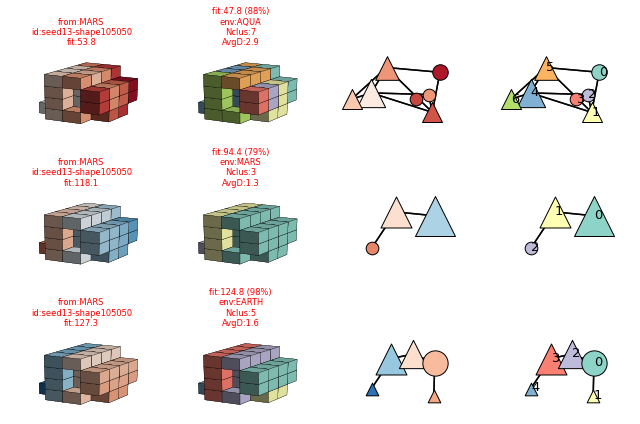 from:MARS
id:seed13-shape105050
fit:53.8
fit:47.8 (88%)
env:AQUA
Nclus:7
AvgD:2.9
5
0
6
4
3
2
1
from:MARS
id:seed13-shape105050
fit:118.1
fit:94.4 (79%)
env:MARS
Nclus:3
AvgD:1.3
1
0
2
from:MARS
id:seed13-shape105050
fit:127.3
fit:124.8 (98%)
env:EARTH
Nclus:5
AvgD:1.6
3
2
0
4
1